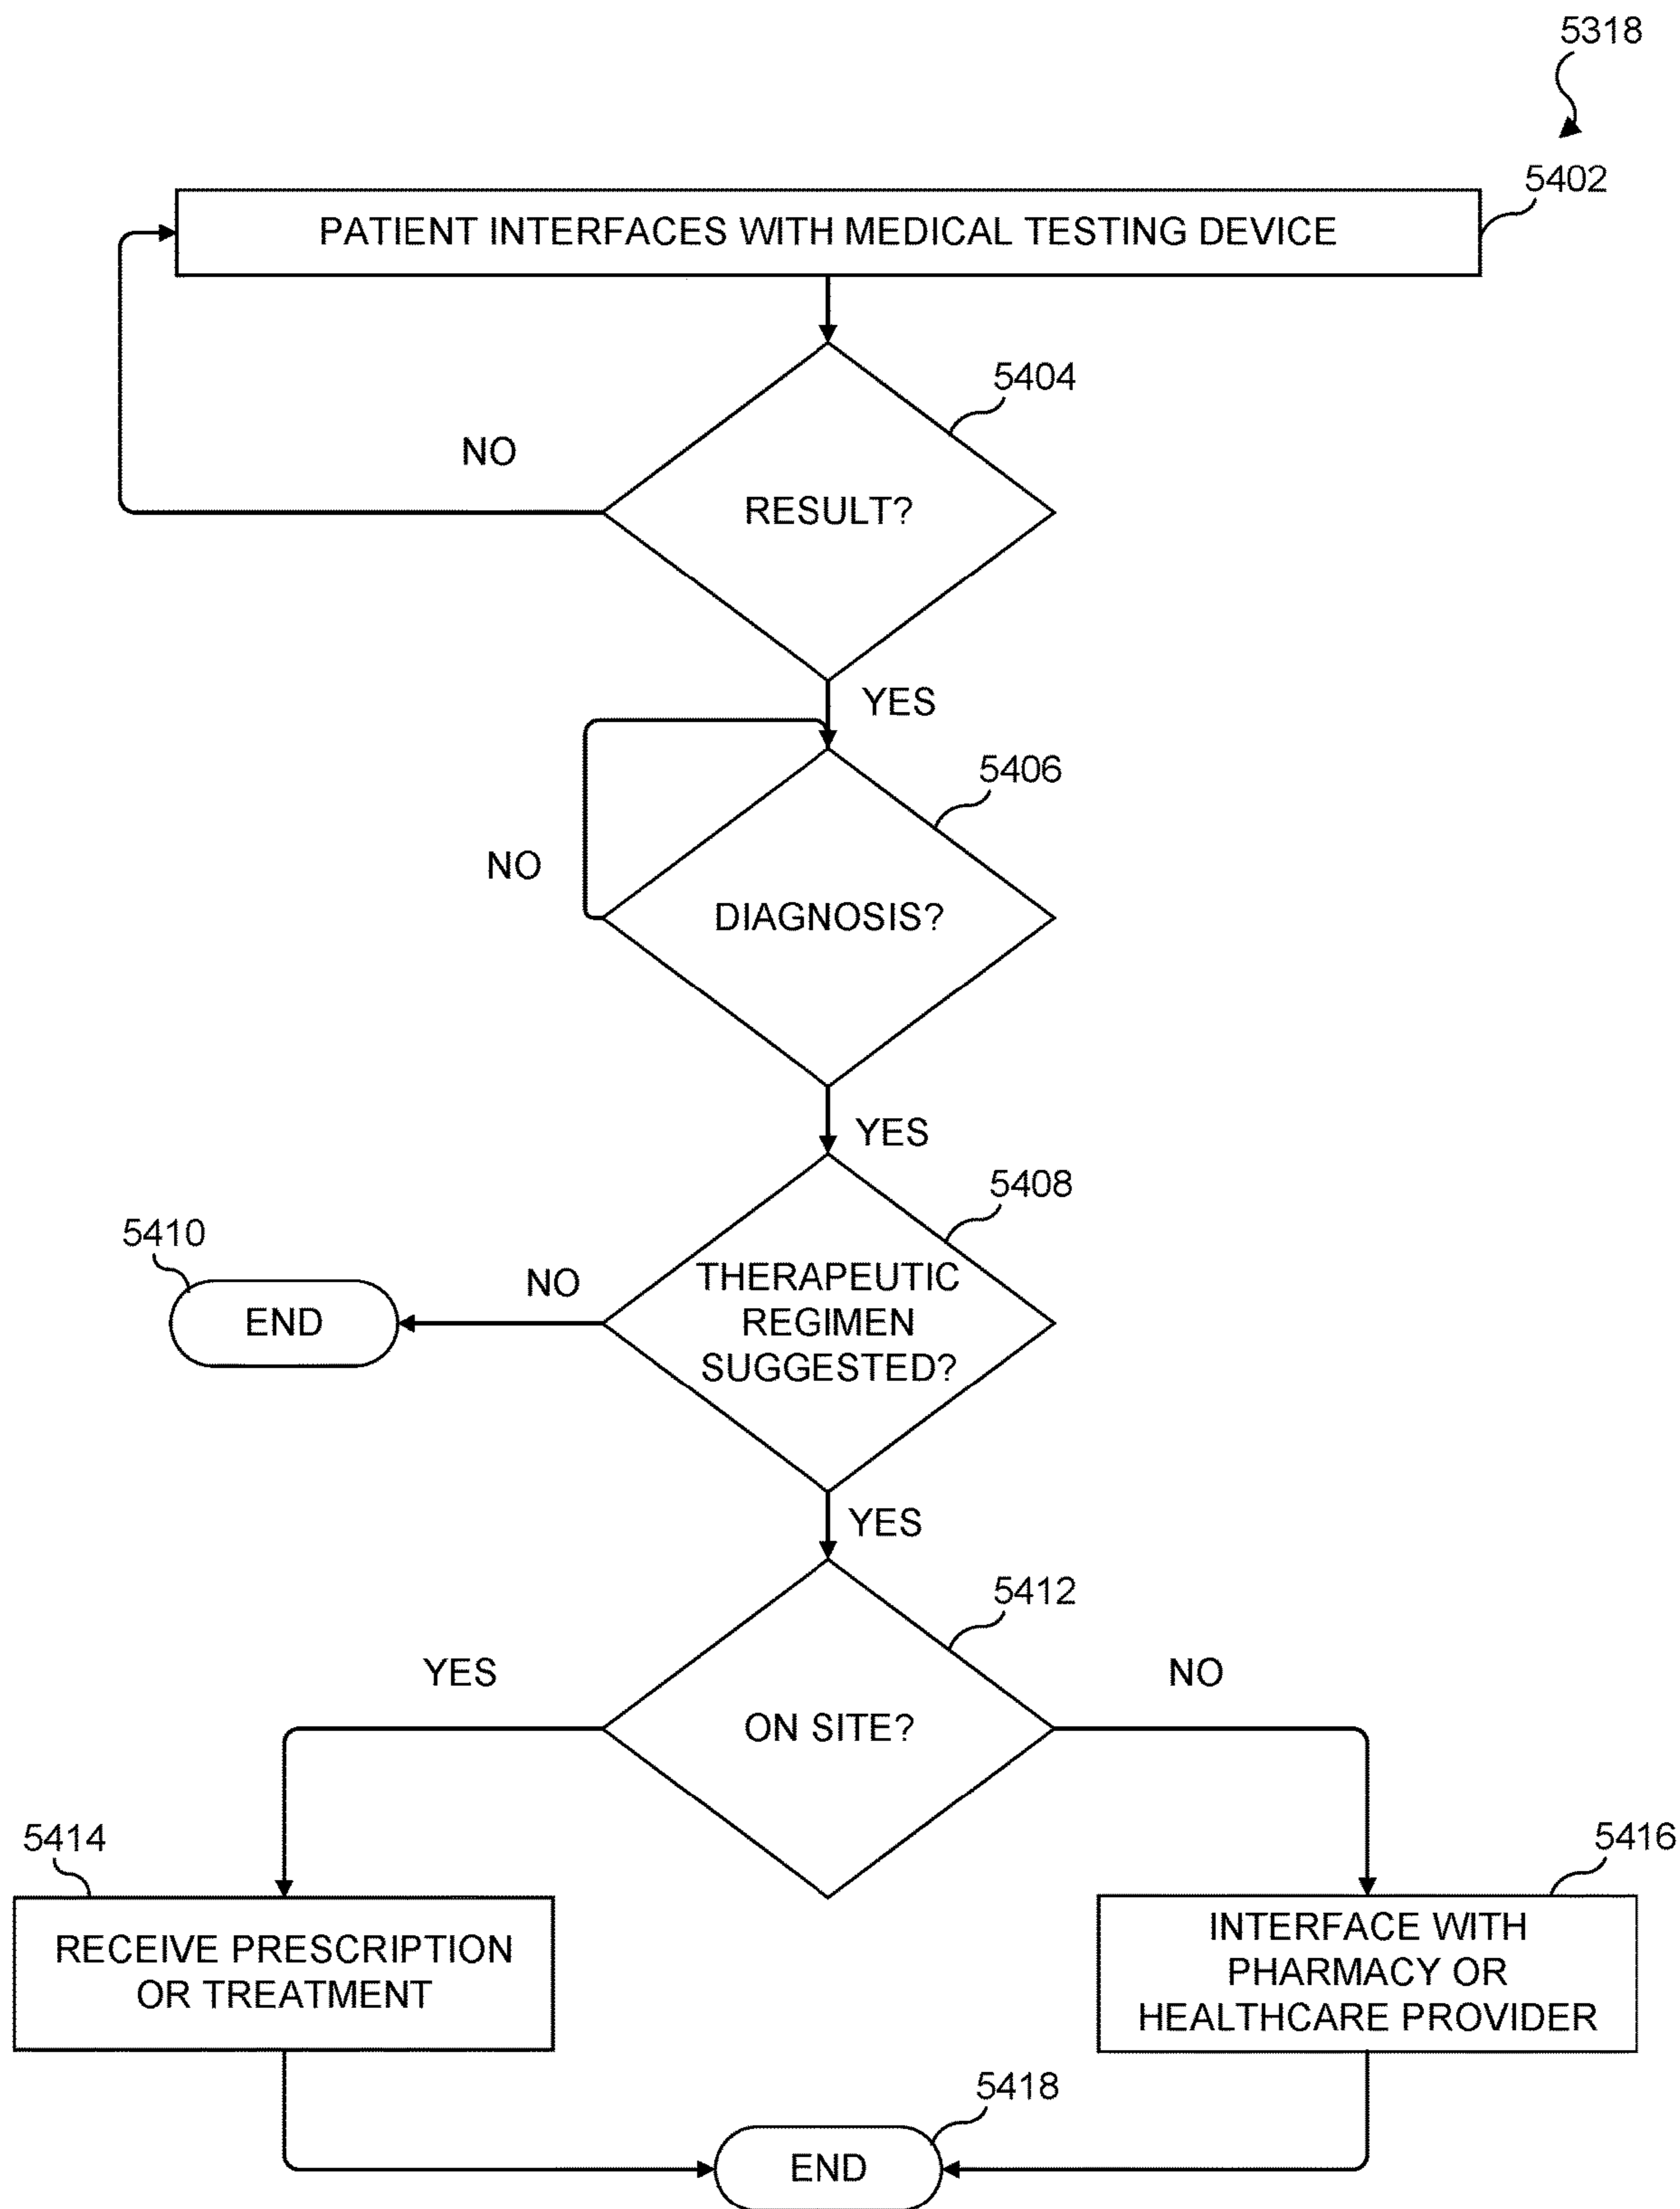 5318
5402
PATIENT INTERFACES WITH MEDICAL TESTING DEVICE
5404
NO
RESULT?
YES
5406
NO
DIAGNOSIS?
YES
5408
5410
NO
THERAPEUTIC
REGIMEN
SUGGESTED?
END
YES
5412
YES
NO
ON SITE?
5414
5416
RECEIVE PRESCRIPTION
OR TREATMENT
INTERFACE WITH
PHARMACY OR
HEALTHCARE PROVIDER
5418
END